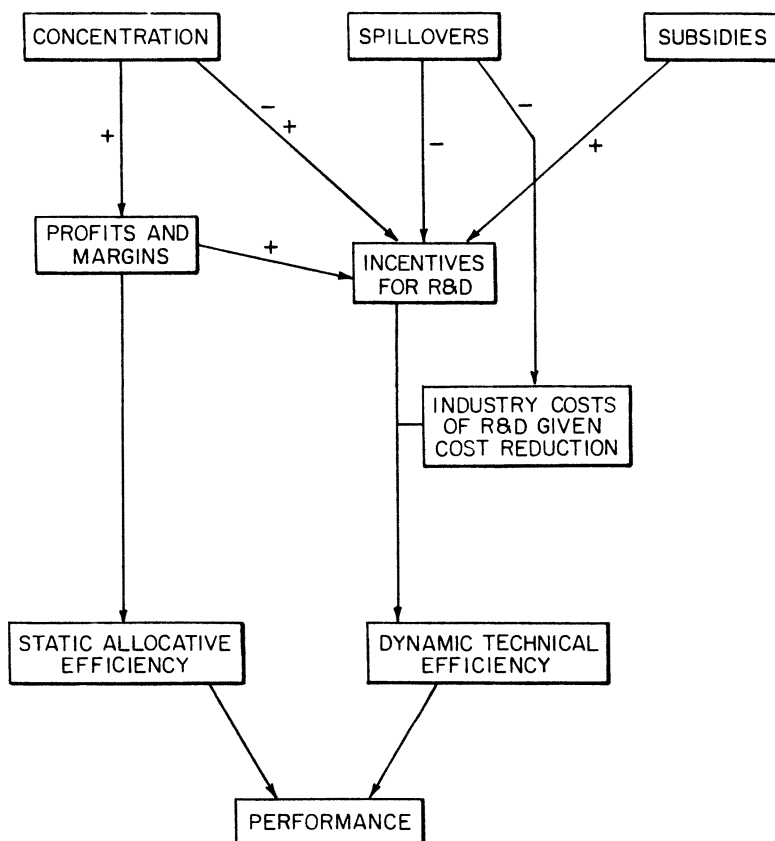 CONCENTRATION
SPILLOVERS
SUBSIDIES
+
-
+
-
-
+
PROFITS AND
MARGINS
+
INCENTIVES
FOR R&D
INDUSTRY COSTS
OF R&D GIVEN
COST REDUCTION
STATIC ALLOCATIVE
EFFICIENCY
DYNAMIC TECHNICAL
EFFICIENCY
PERFORMANCE